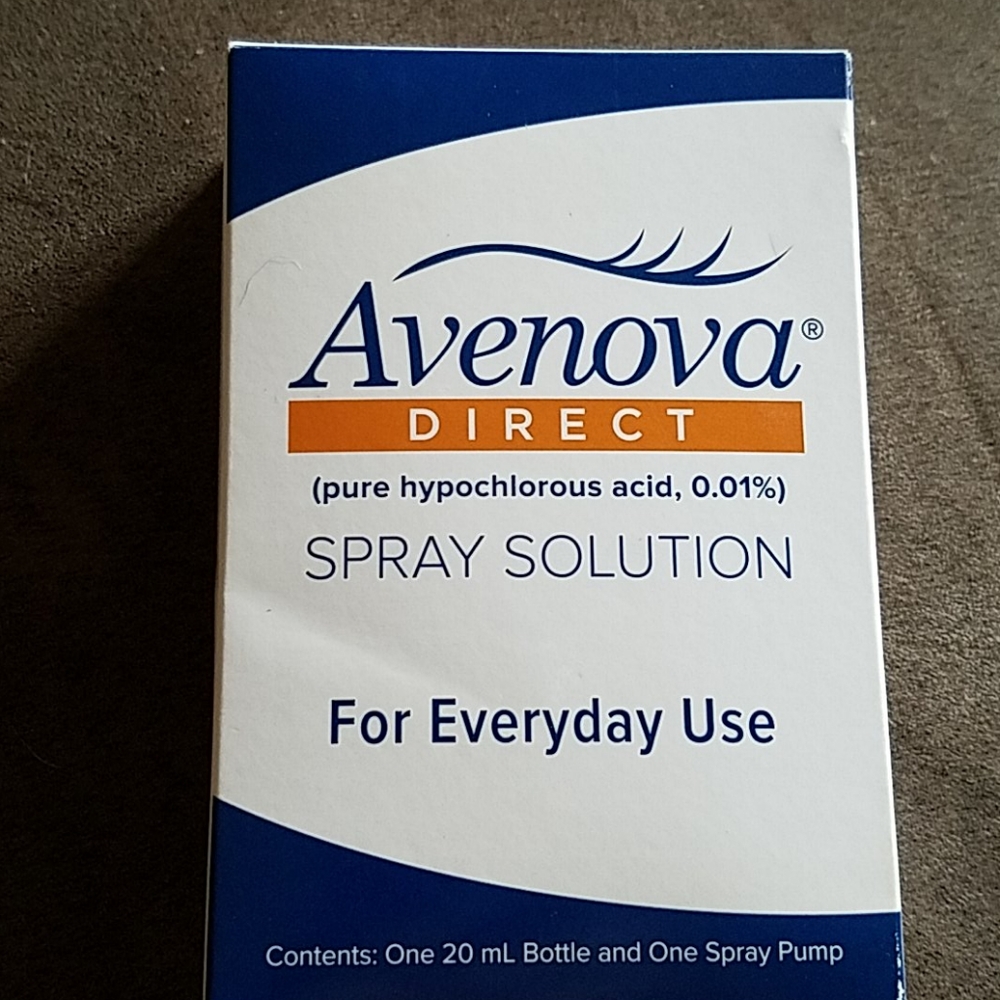 Avenova®
DIRECT
(pure hypochlorous acid, 0.01%)
SPRAY SOLUTION
For Everyday Use
Contents: One 20 mL Bottle and One Spray Pump